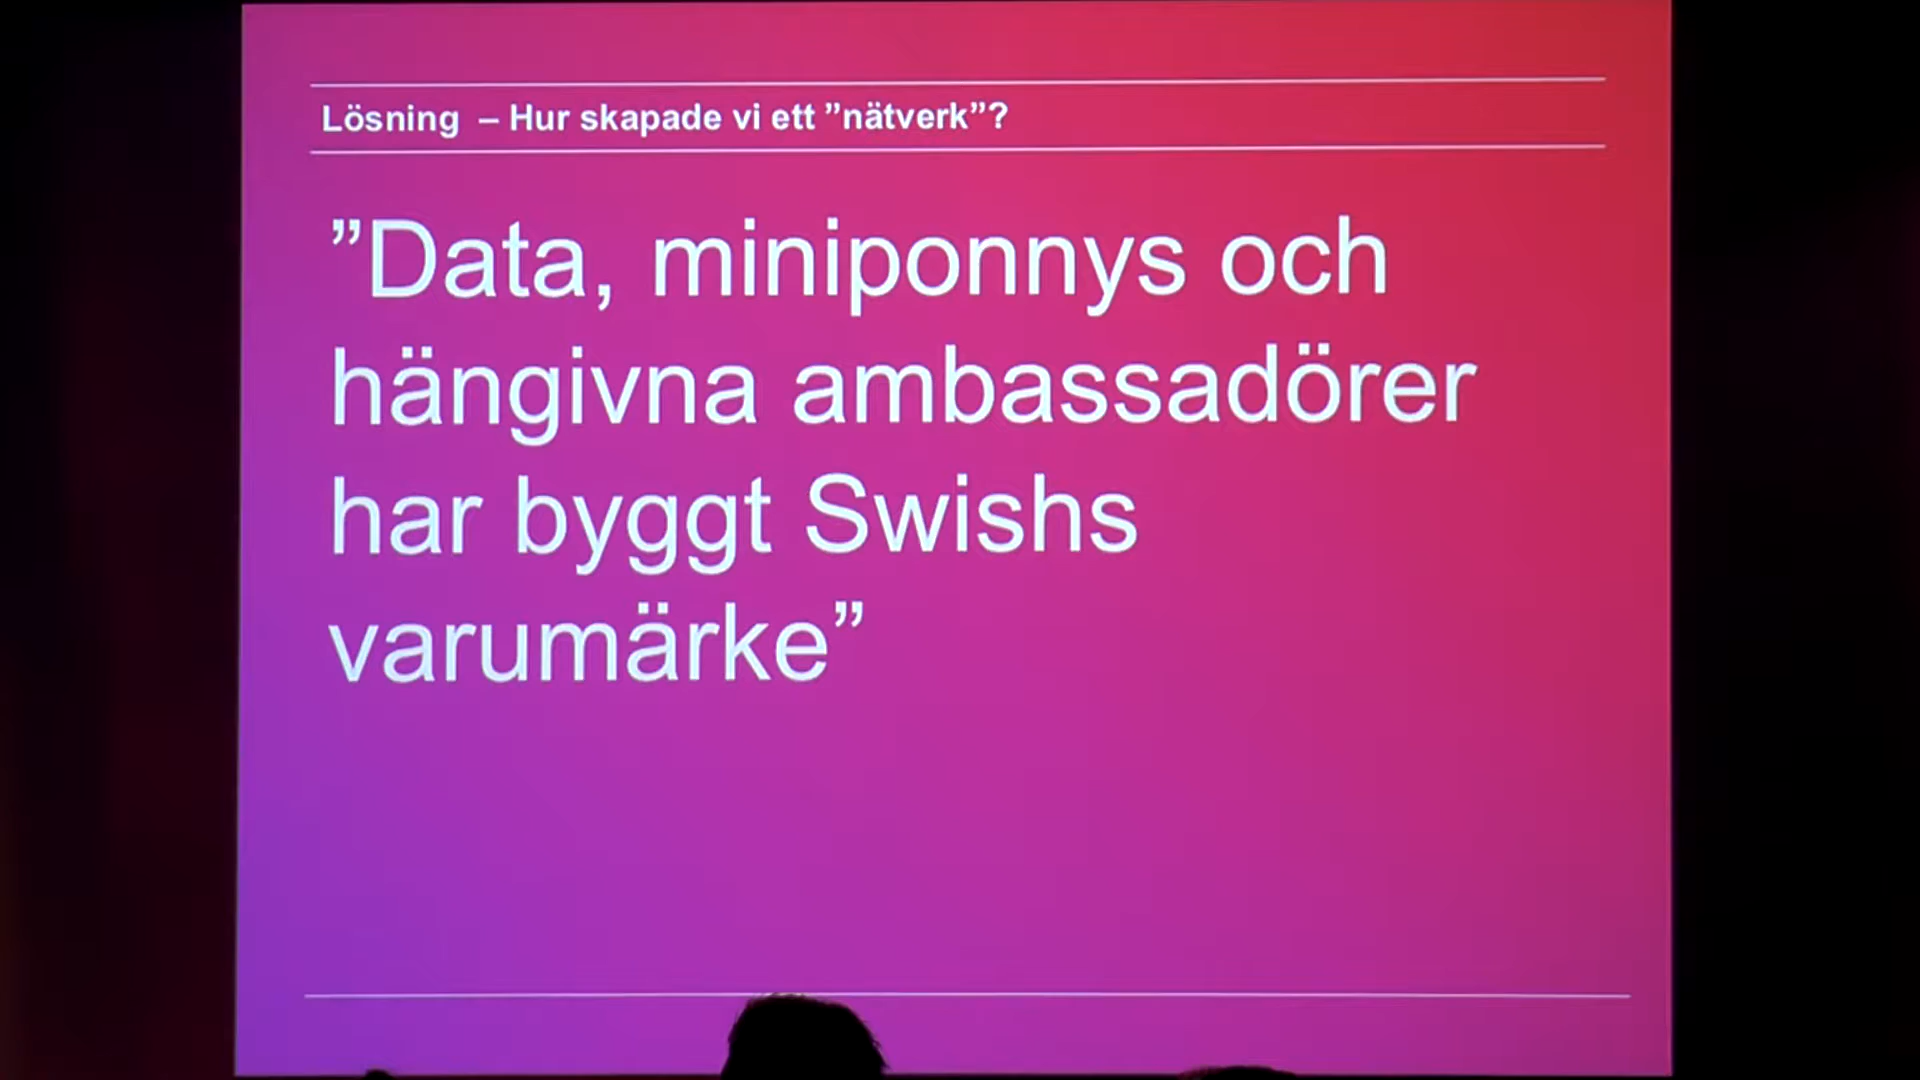 Lösning – Hur skapade vi ett ”nätverk”?
”Data, miniponnys och
hängivna ambassadörer
har byggt Swishs
varumärke”